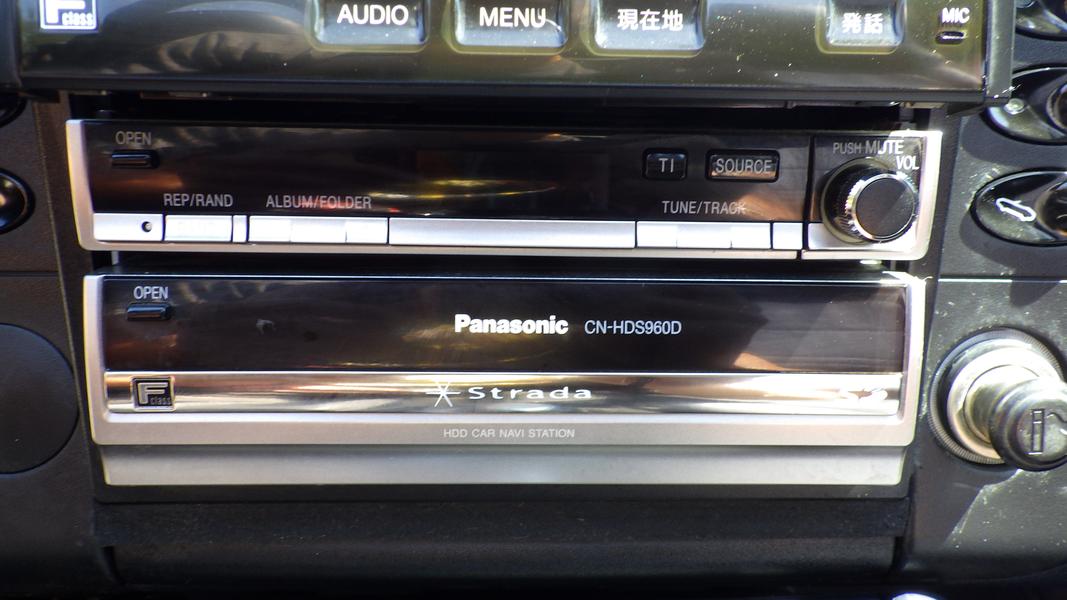 F class
AUDIO
MENU
現在地
発話
MIC
OPEN
TI
SOURCE
PUSH MUTE
VOL
REP/RAND
ALBUM/FOLDER
TUNE/TRACK
OPEN
Panasonic CN-HDS960D
F class
Strada
HDD CAR NAVI STATION